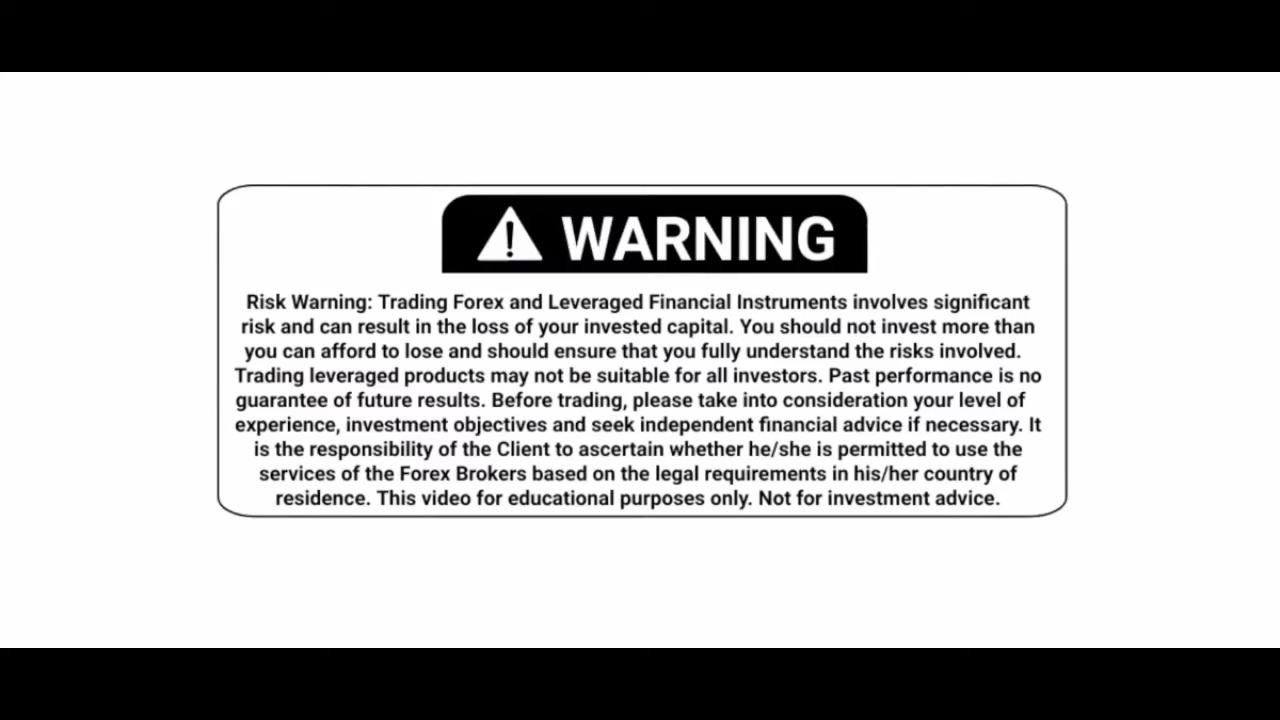 WARNING
Risk Warning: Trading Forex and Leveraged Financial Instruments involves significant
risk and can result in the loss of your invested capital. You should not invest more than
you can afford to lose and should ensure that you fully understand the risks involved.
Trading leveraged products may not be suitable for all investors. Past performance is no
guarantee of future results. Before trading, please take into consideration your level of
experience, investment objectives and seek independent financial advice if necessary. It
is the responsibility of the Client to ascertain whether he/she is permitted to use the
services of the Forex Brokers based on the legal requirements in his/her country of
residence. This video for educational purposes only. Not for investment advice.